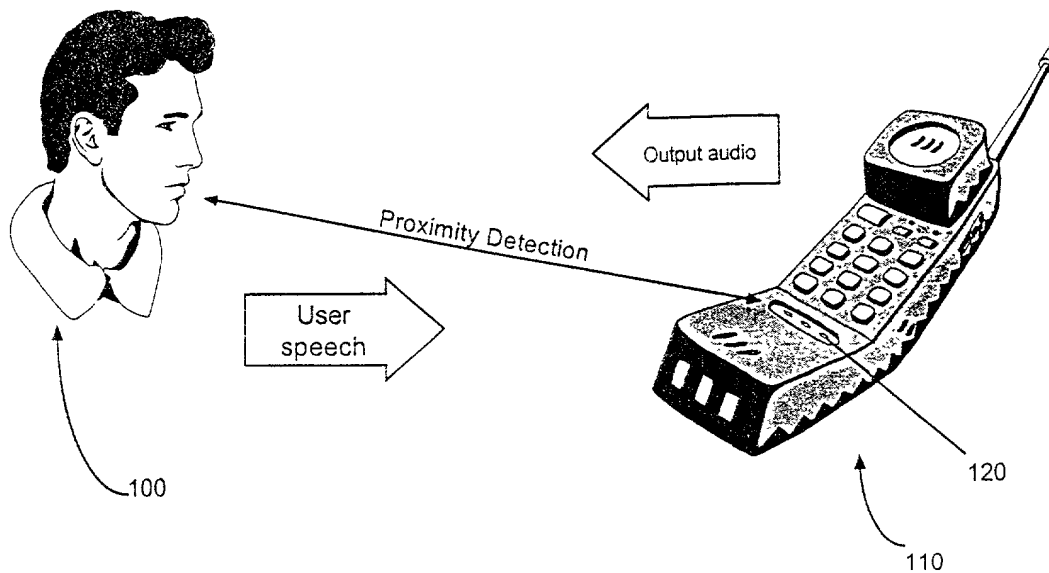 Output audio
Proximity Detection
User
speech
100
120
110